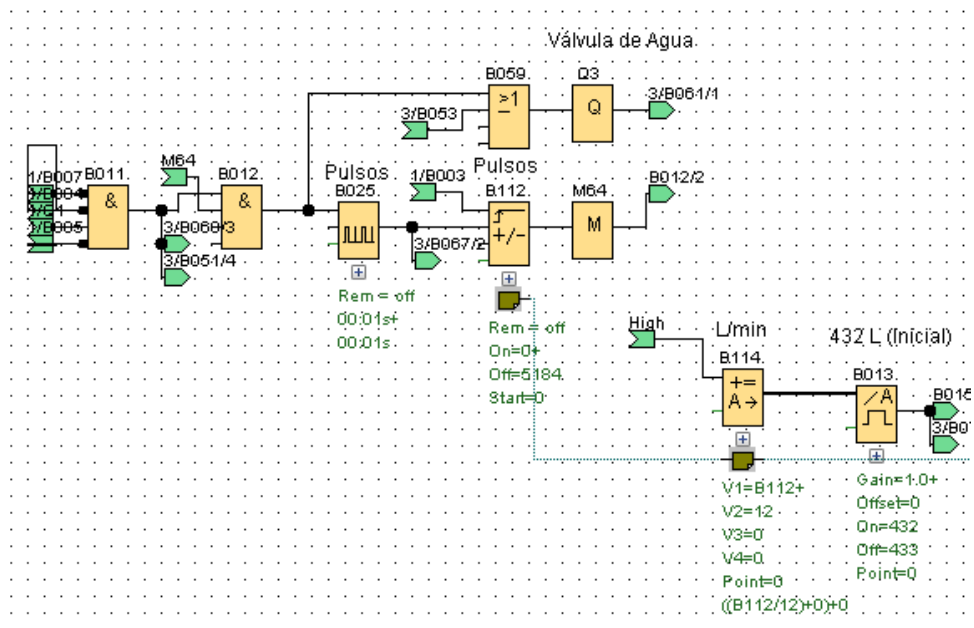 Válvula de Agua
B059
Q3
>1
Q
3/B061/1
3/B053
1/B007
B011
M64
B012
Pulsos
B025
Pulsos
1/B003
B112
M64
B012/2
&
&
+/-
M
1/B005
3/B060/3
3/B051/4
3/B067/2
Rem = off
00:01s+
00:01s
Rem = off
On=0+
Off=5184
Start=0
High
L/min
B114
432 L (Inicial)
B013
+=
A→
/A
B015
V1=B112+
V2=12
V3=0
V4=0
Point=0
((B112/12)+0)+0
Gain=1.0+
Offset=0
On=432
Off=433
Point=0